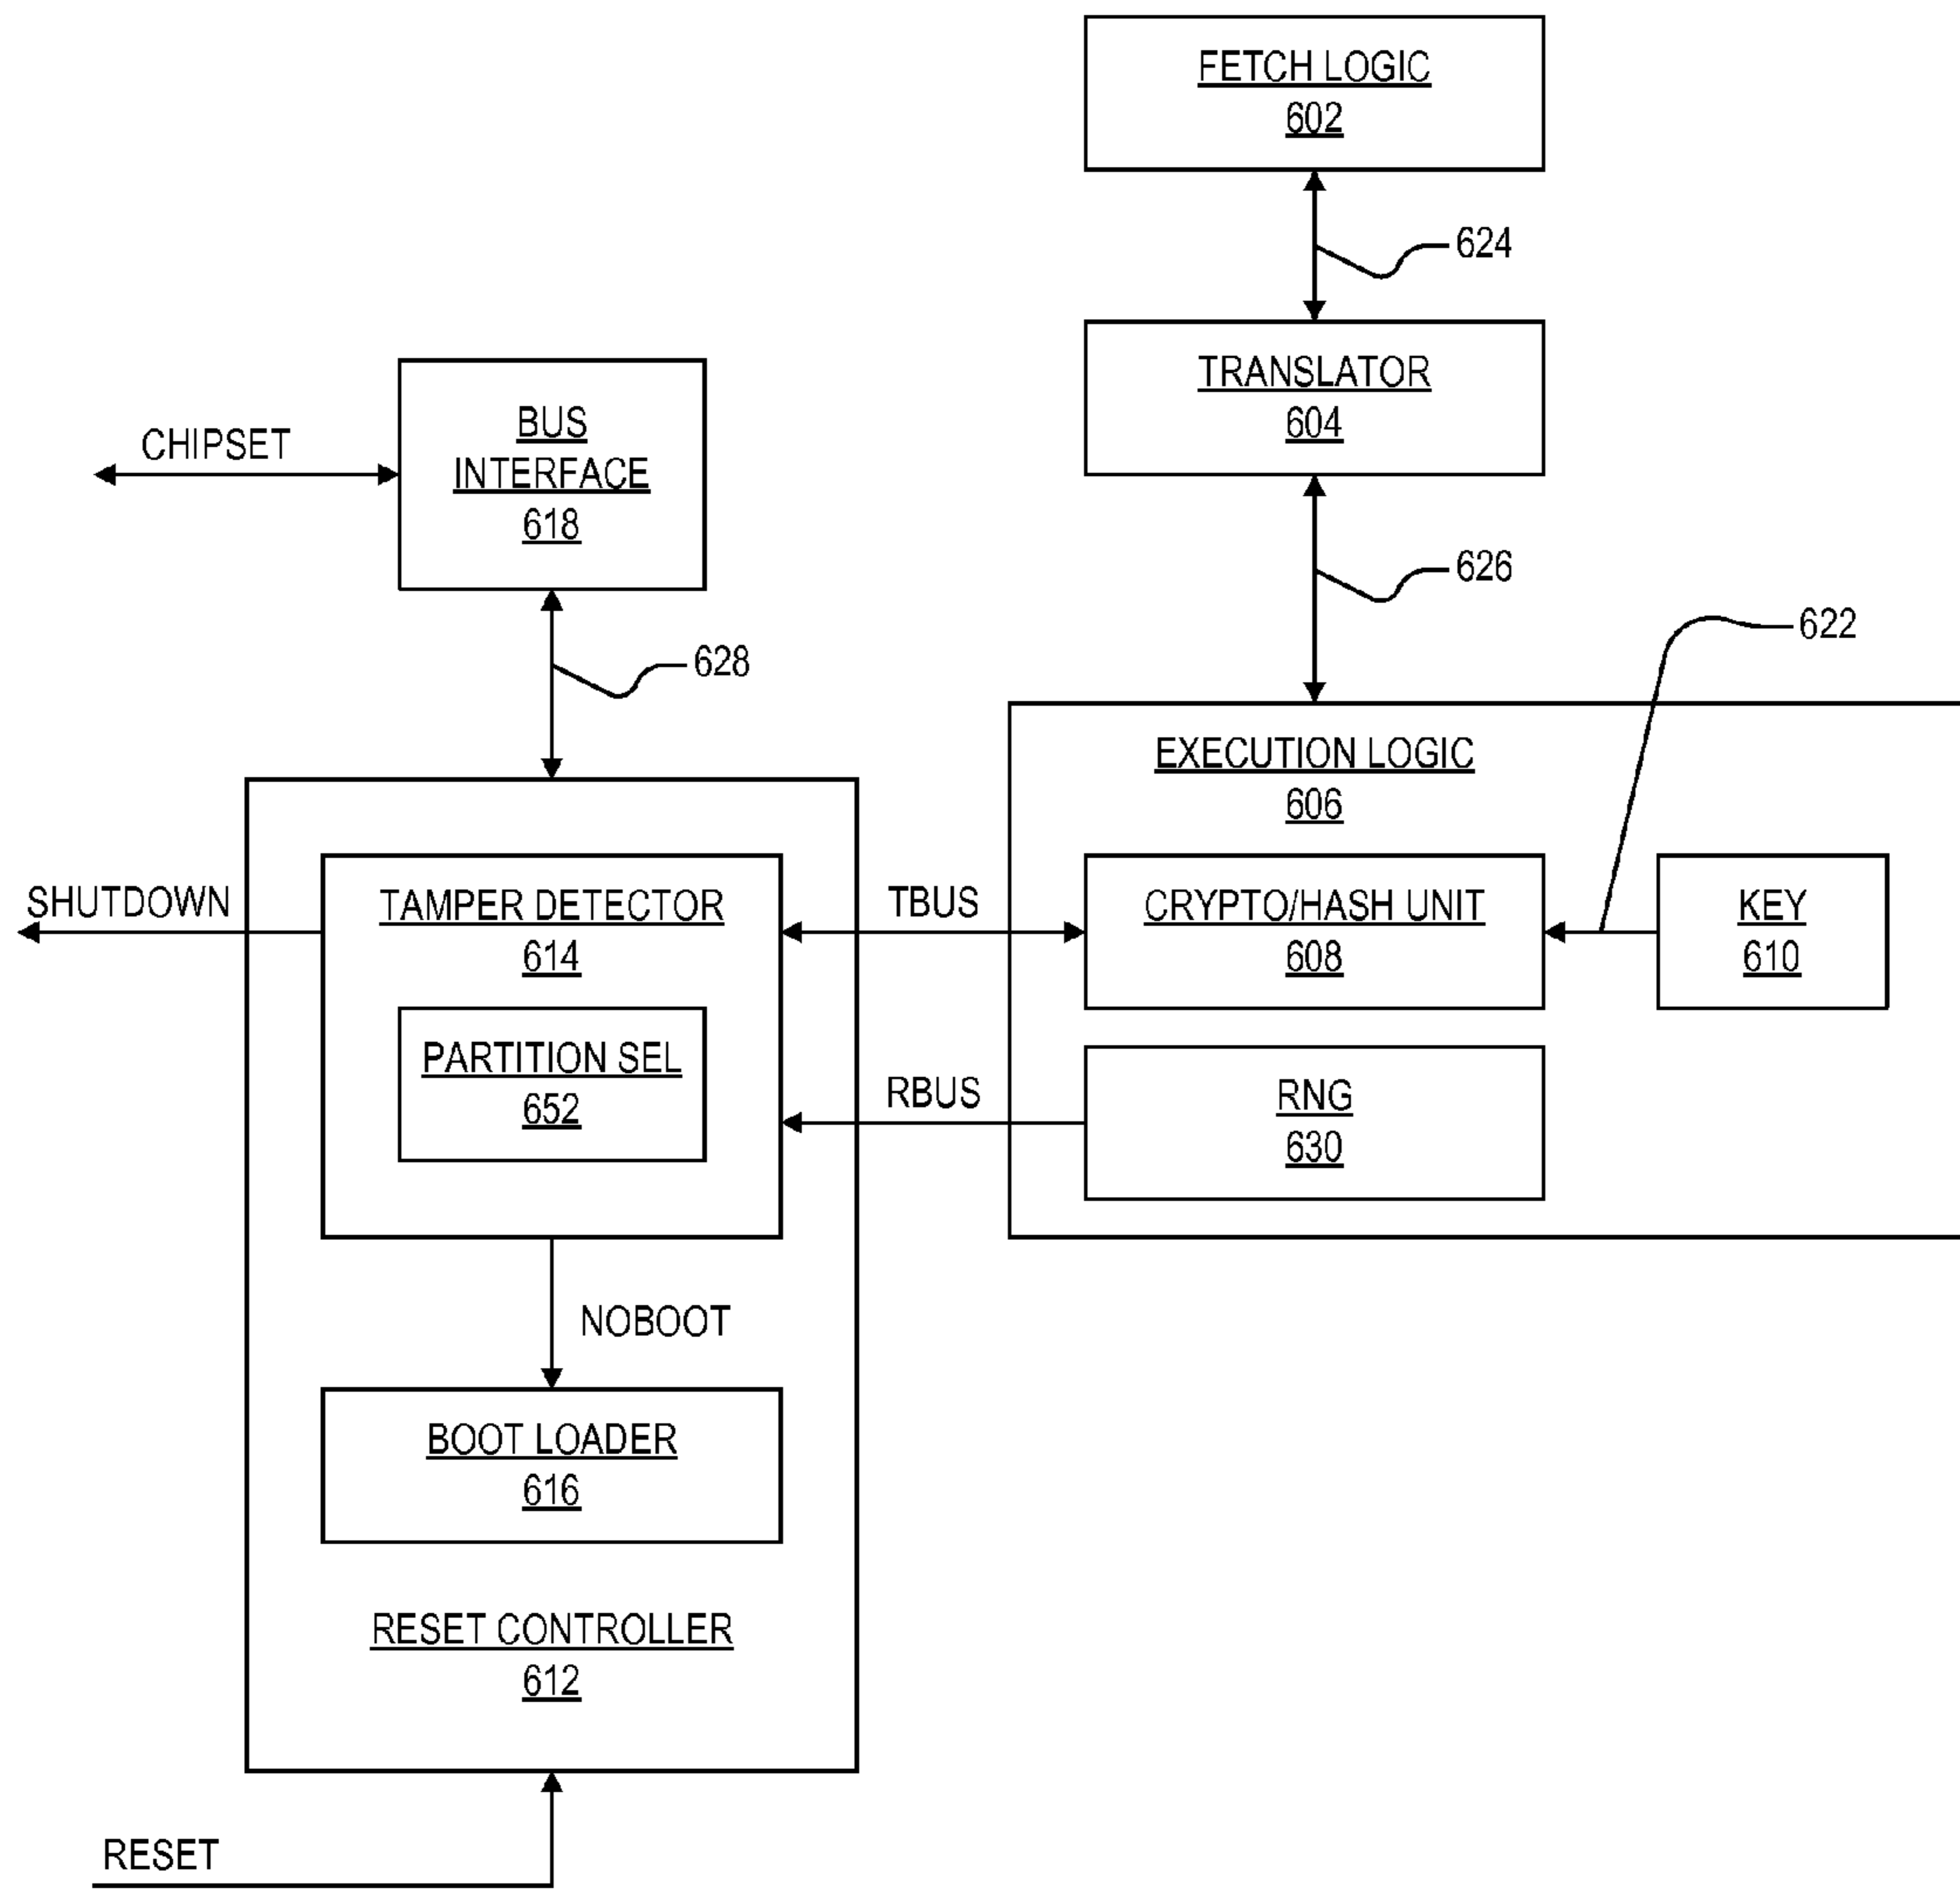 FETCH LOGIC
602
624
TRANSLATOR
604
BUS
INTERFACE
618
CHIPSET
626
622
628
EXECUTION LOGIC
606
SHUTDOWN
TAMPER DETECTOR
614
TBUS
CRYPTO/HASH UNIT
608
KEY
610
PARTITION SEL
652
RBUS
RNG
630
NOBOOT
BOOT LOADER
616
RESET CONTROLLER
612
RESET